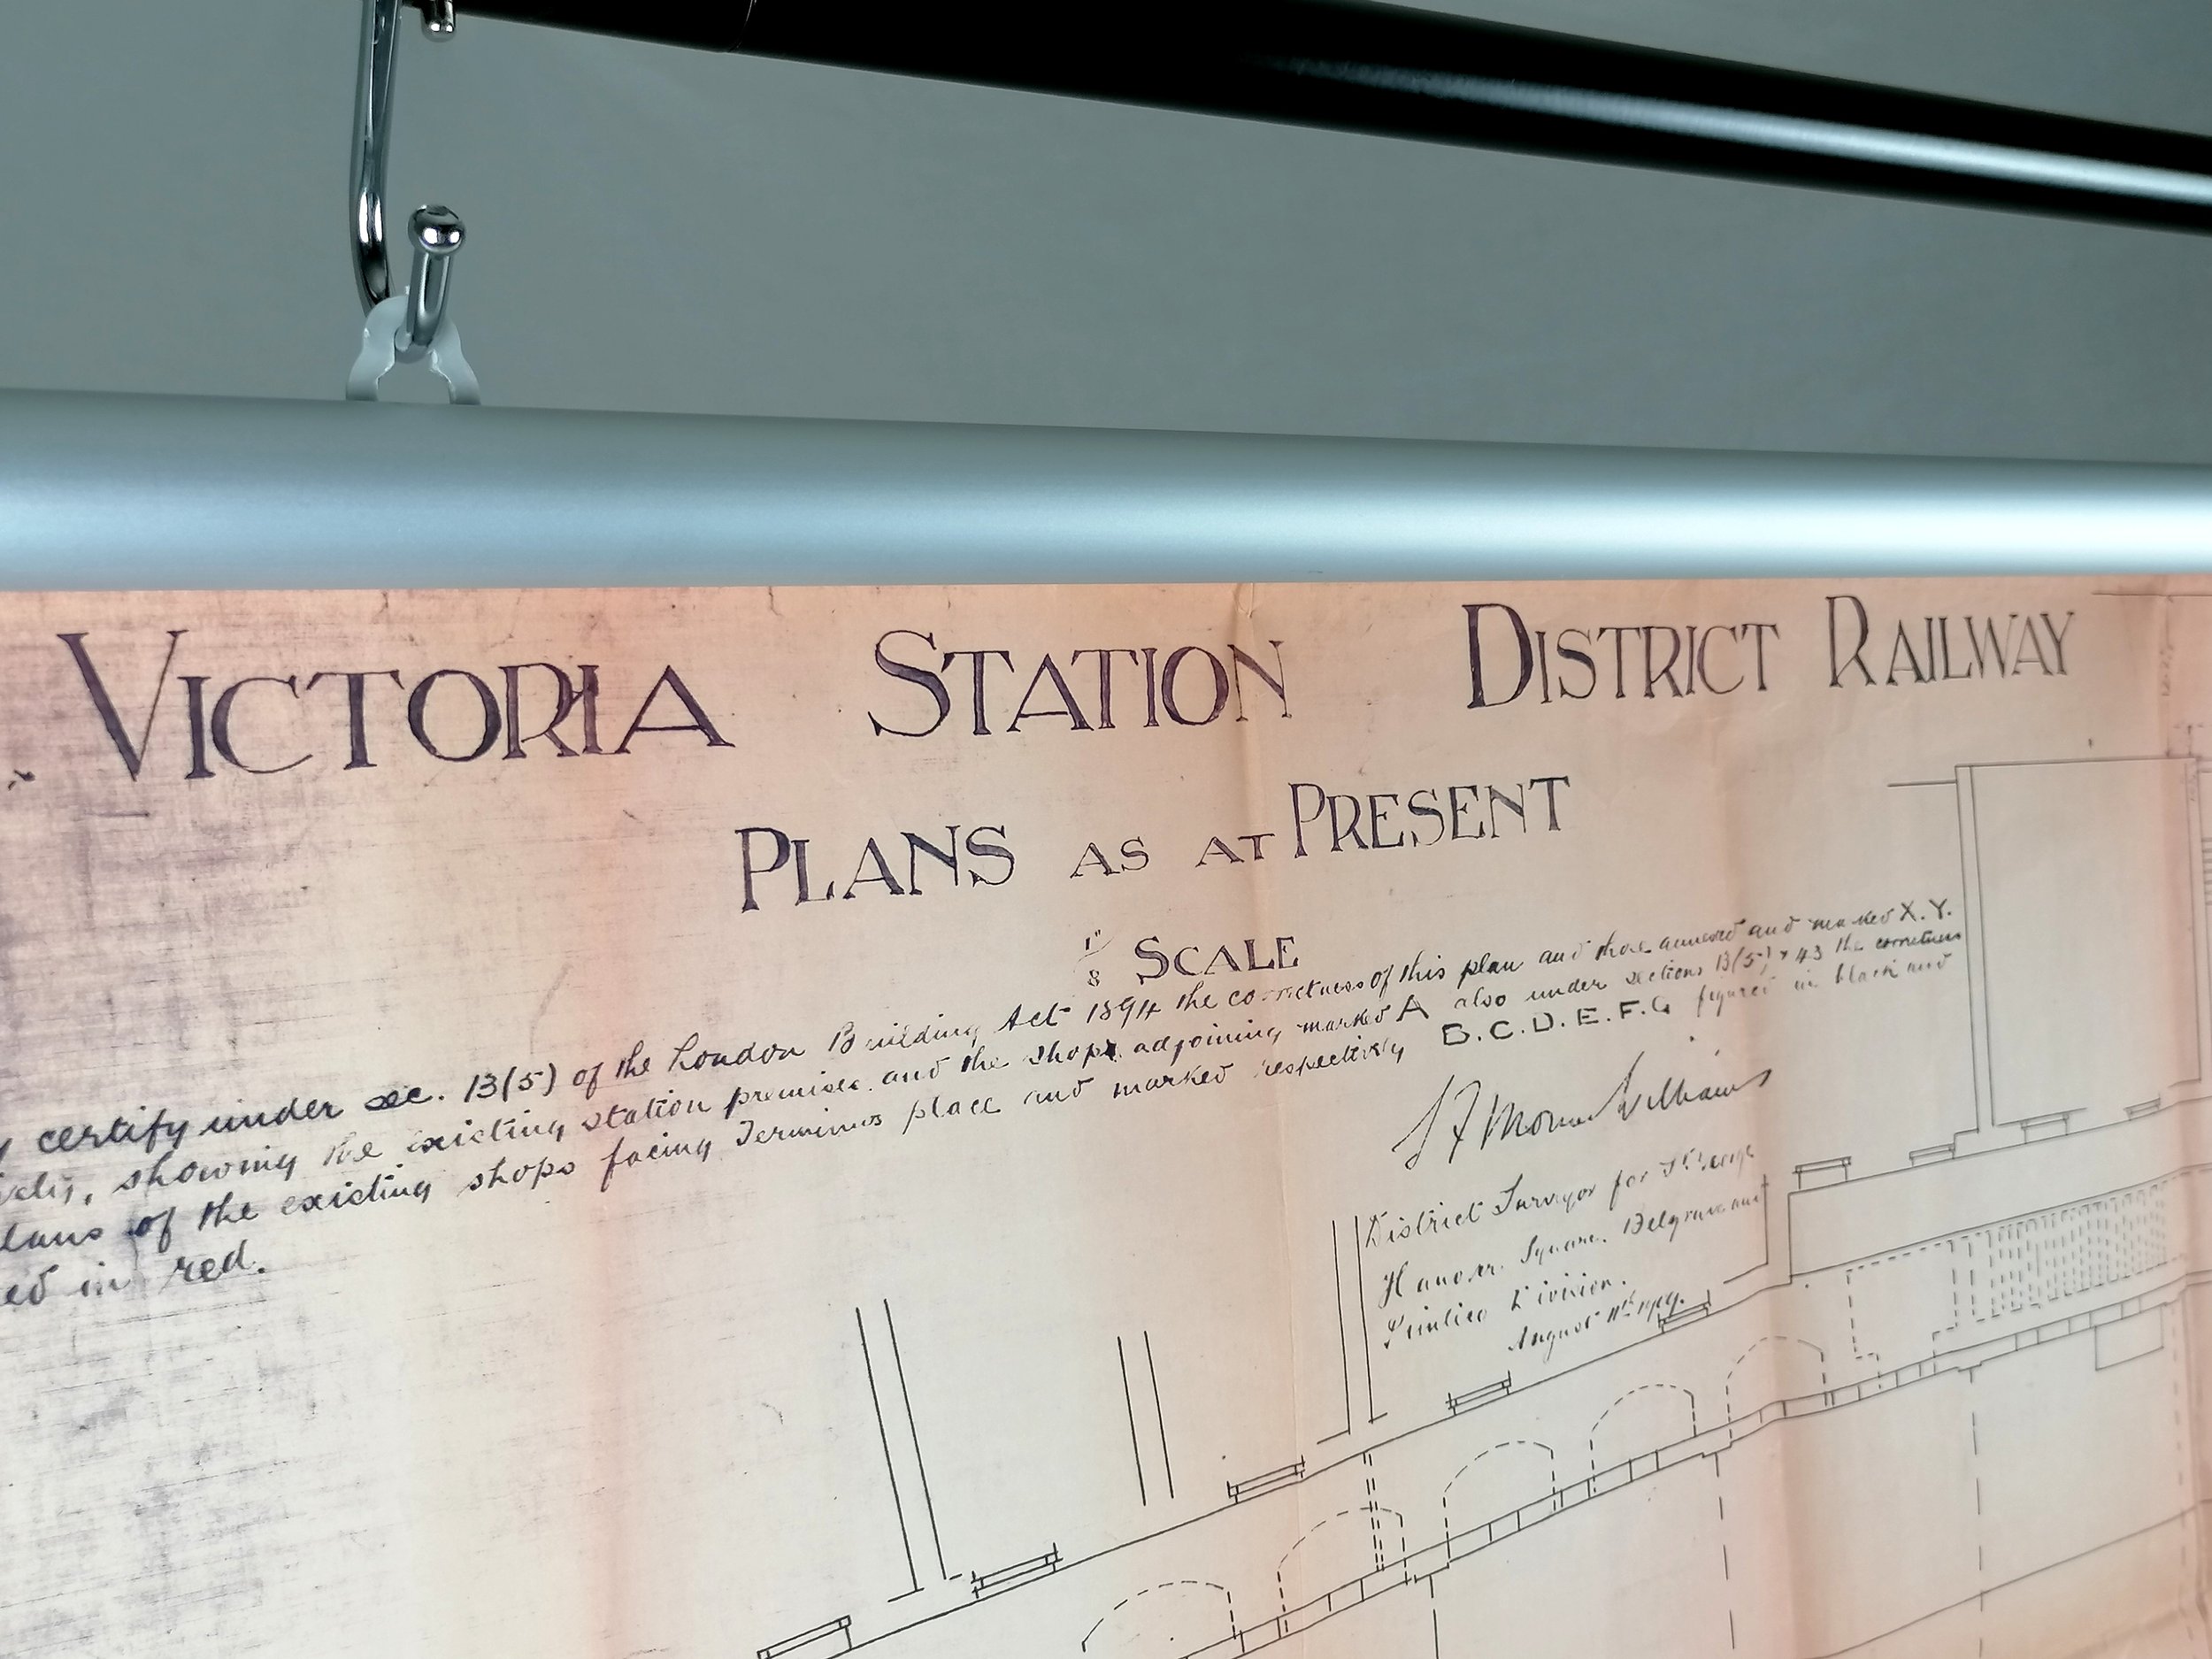 VICTORIA STATION DISTRICT RAILWAY
PLANS AS AT PRESENT
1/8" SCALE
certify under sec. 13(5) of the London Building Act 1894 the correctness of this plan and those annexed and marked X.Y.
showing the existing station premises and the shops adjoining marked A also under sections 13(5) & 43 the correctness
of the existing shops facing Terminus place and marked respectively B.C.D.E.F.G figured in black and
in red.
District Surveyor for St. George
Hanover Square, Belgrave and
Pimlico Division.
August 11th 1909.